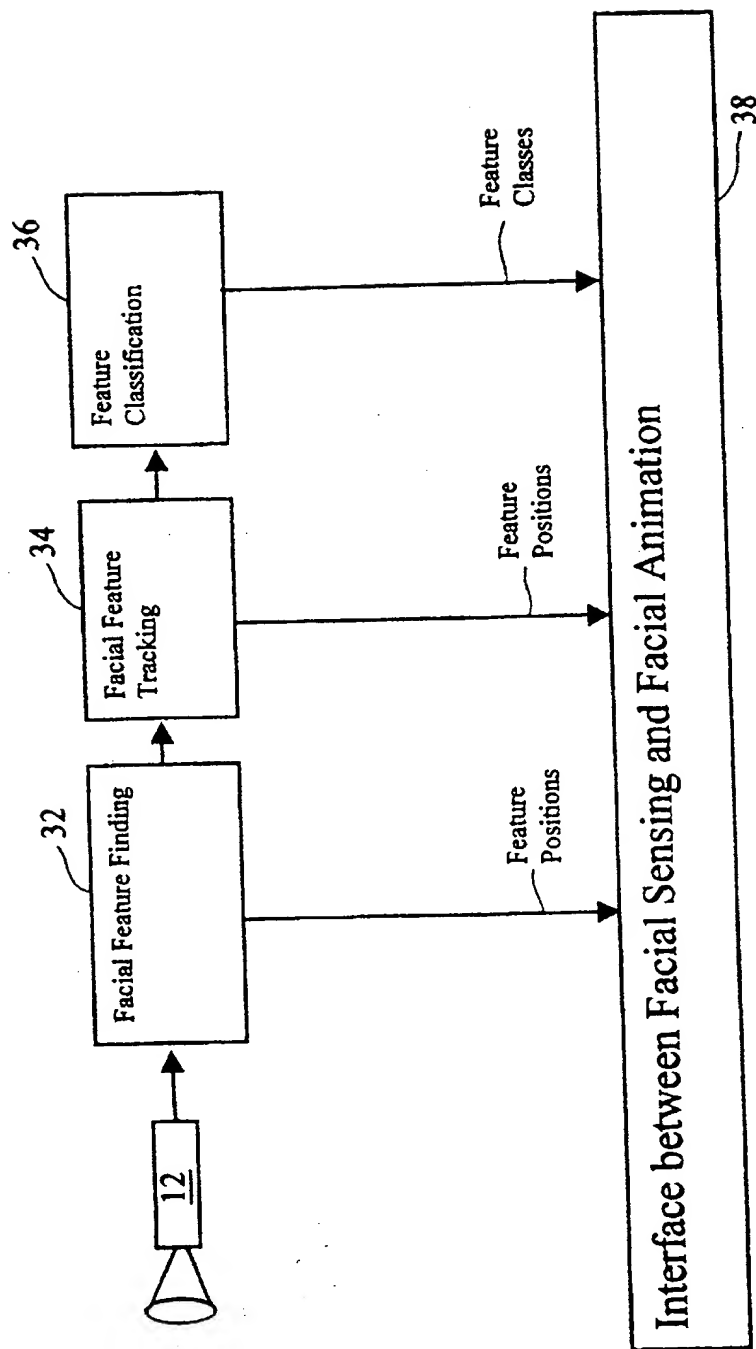 12
32
Facial Feature Finding
34
Facial Feature
Tracking
36
Feature
Classification
Feature
Positions
Feature
Positions
Feature
Classes
Interface between Facial Sensing and Facial Animation
38